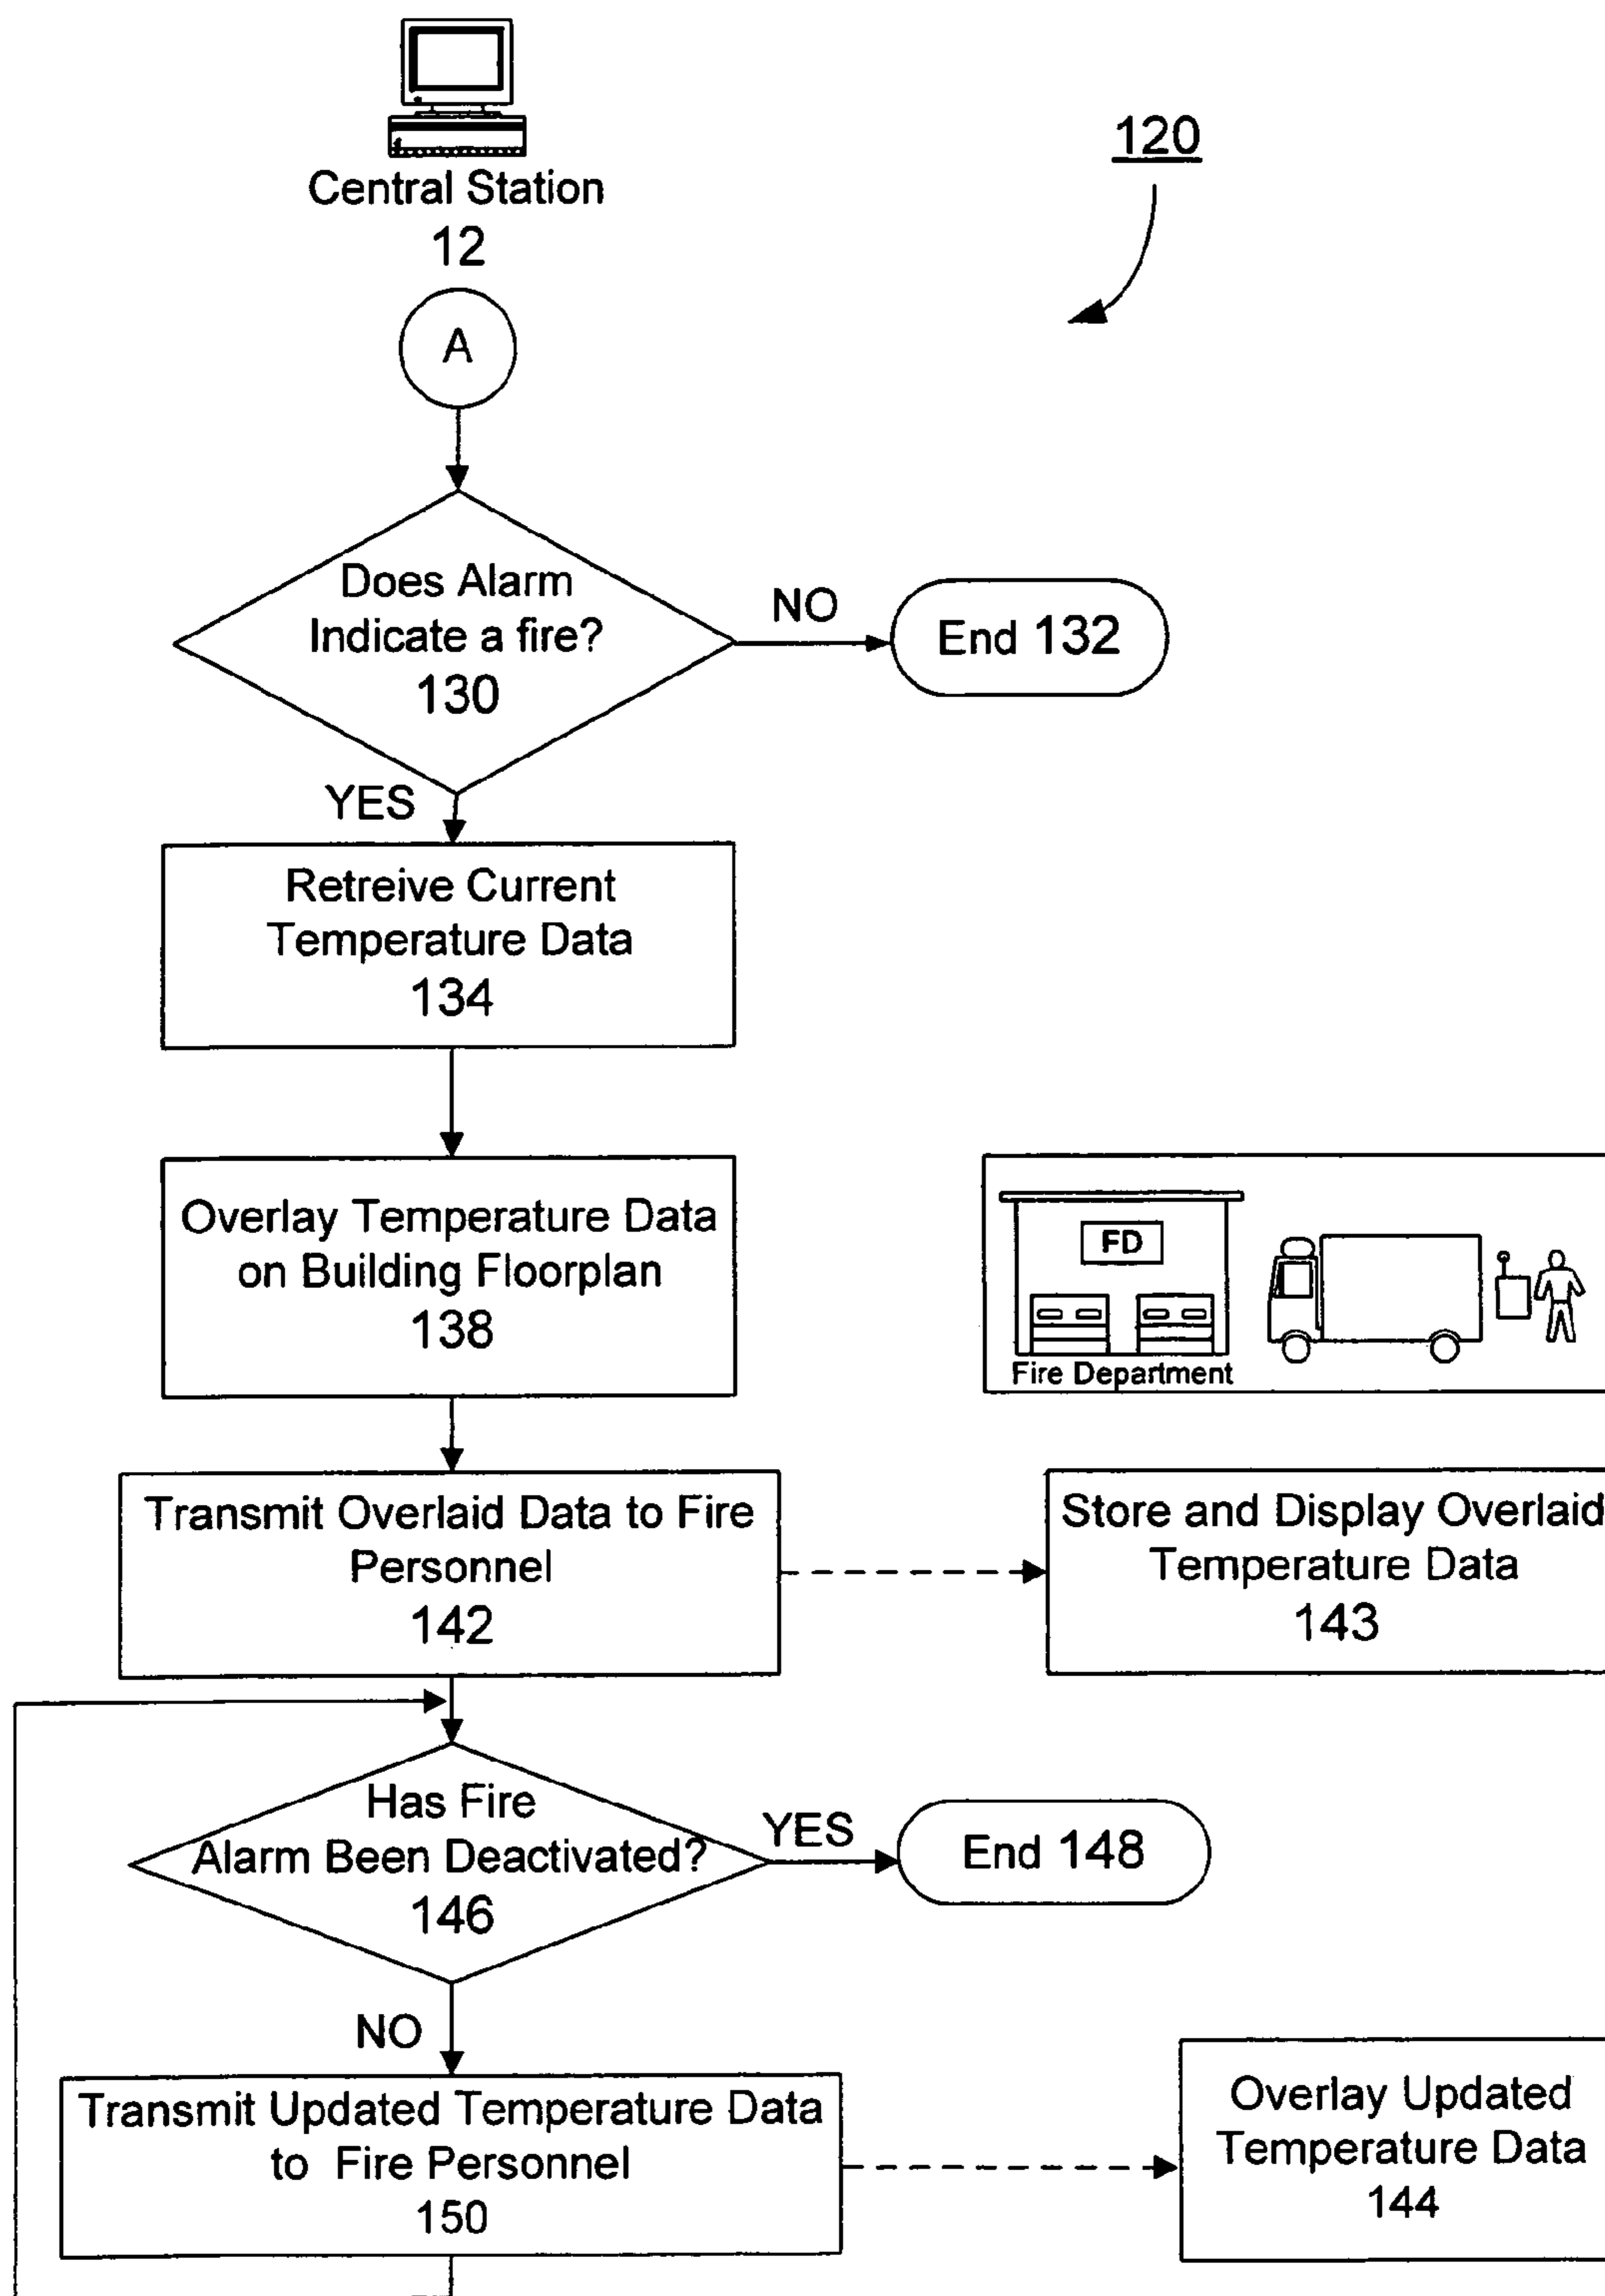 Central Station
12
120
A
Does Alarm
Indicate a fire?
130
NO
End 132
YES
Retreive Current
Temperature Data
134
Overlay Temperature Data
on Building Floorplan
138
FD
Fire Department
Transmit Overlaid Data to Fire
Personnel
142
Store and Display Overlaid
Temperature Data
143
Has Fire
Alarm Been Deactivated?
146
YES
End 148
NO
Transmit Updated Temperature Data
to Fire Personnel
150
Overlay Updated
Temperature Data
144